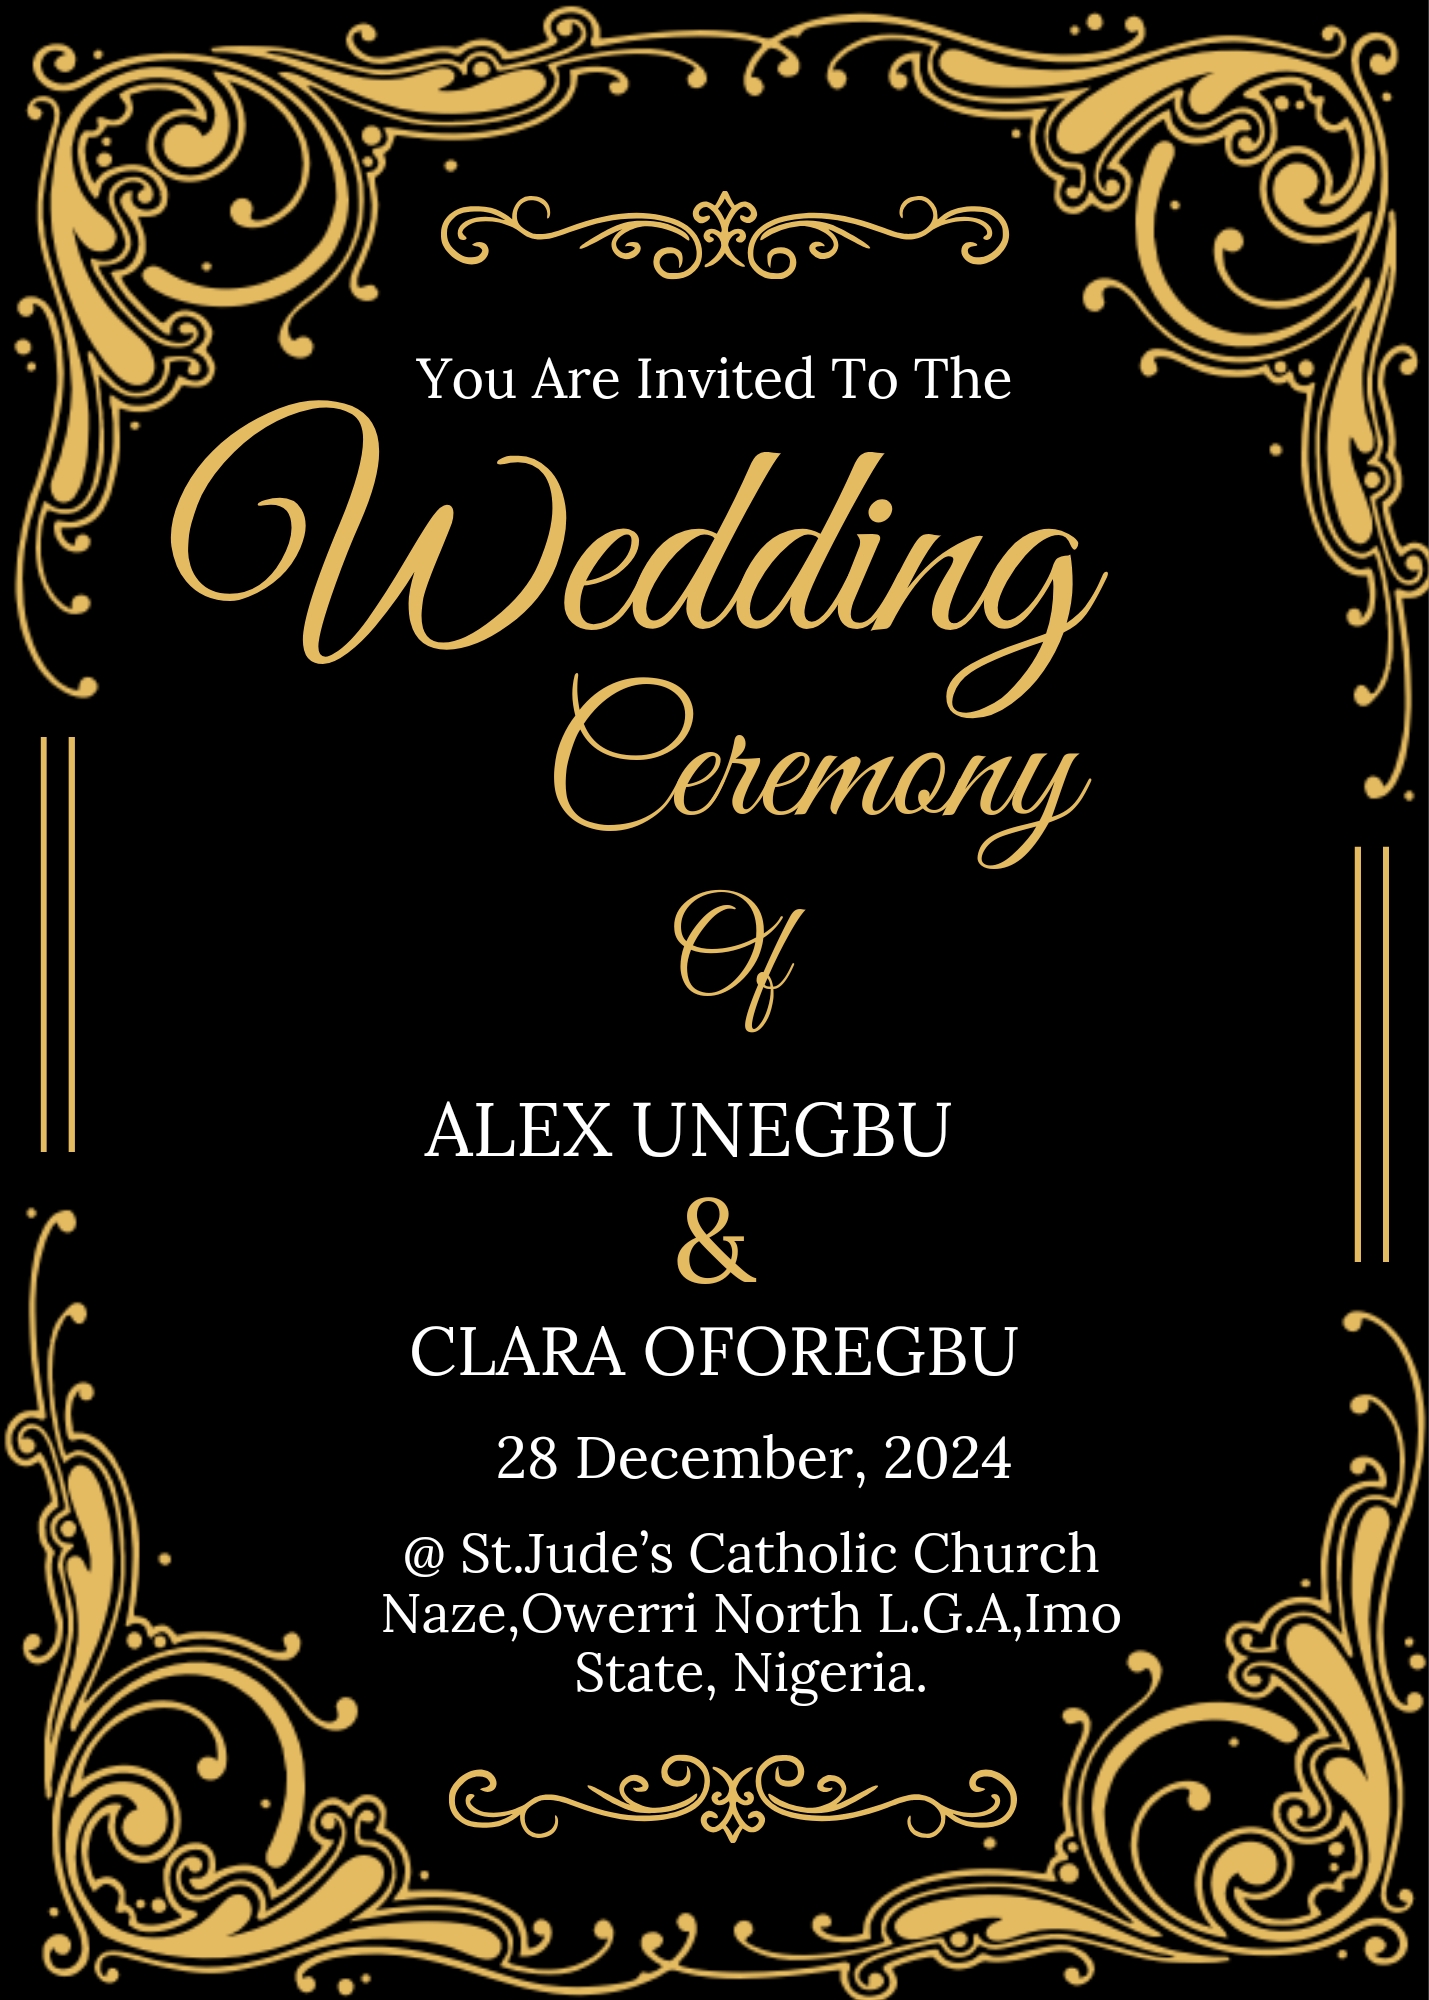 You Are Invited To The
Wedding
Ceremony
Of
ALEX UNEGBU
&
CLARA OFOREGBU
28 December, 2024
@ St.Jude’s Catholic Church
Naze,Owerri North L.G.A,Imo
State, Nigeria.